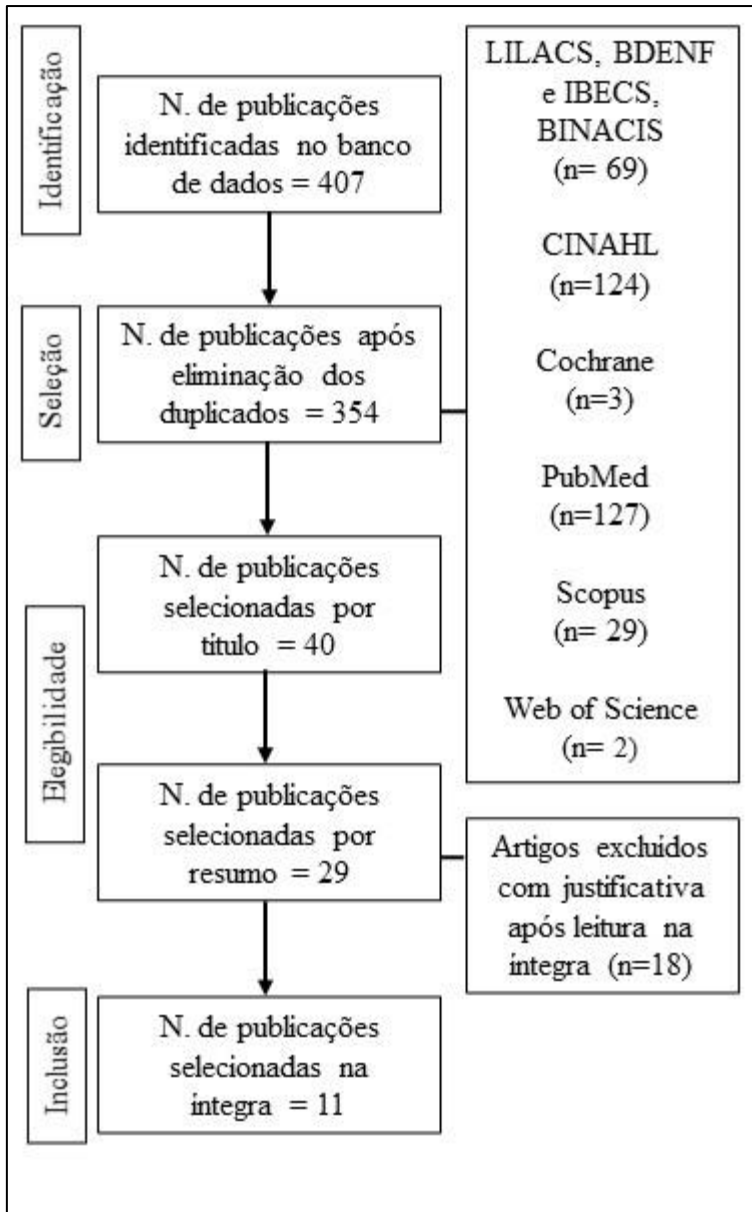 Identificação
N. de publicações
identificadas no banco
de dados = 407
Seleção
N. de publicações após
eliminação dos
duplicados = 354
LILACS, BDENF
e IBECS,
BINACIS
(n= 69)
CINAHL
(n=124)
Cochrane
(n=3)
PubMed
(n=127)
Scopus
(n= 29)
Web of Science
(n= 2)
Elegibilidade
N. de publicações
selecionadas por
título = 40
N. de publicações
selecionadas por
resumo = 29
Artigos excluídos
com justificativa
após leitura na
íntegra (n=18)
Inclusão
N. de publicações
selecionadas na
íntegra = 11